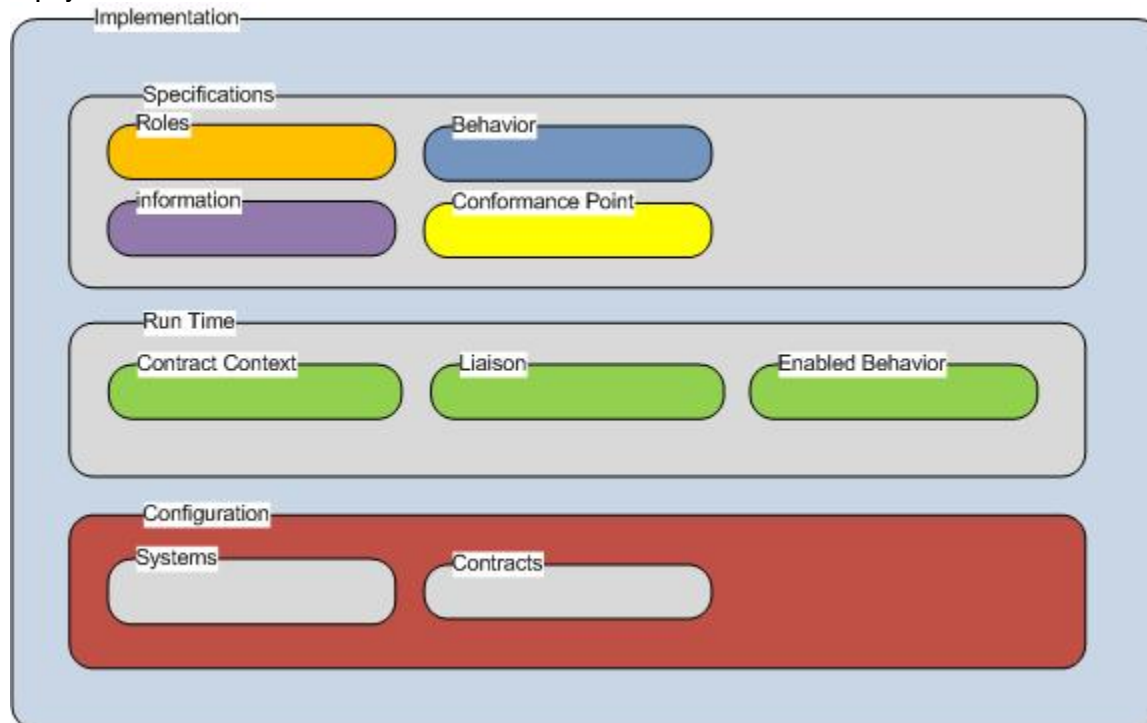 Implementation
Specifications
Roles
Behavior
information
Conformance Point
Run Time
Contract Context
Liaison
Enabled Behavior
Configuration
Systems
Contracts